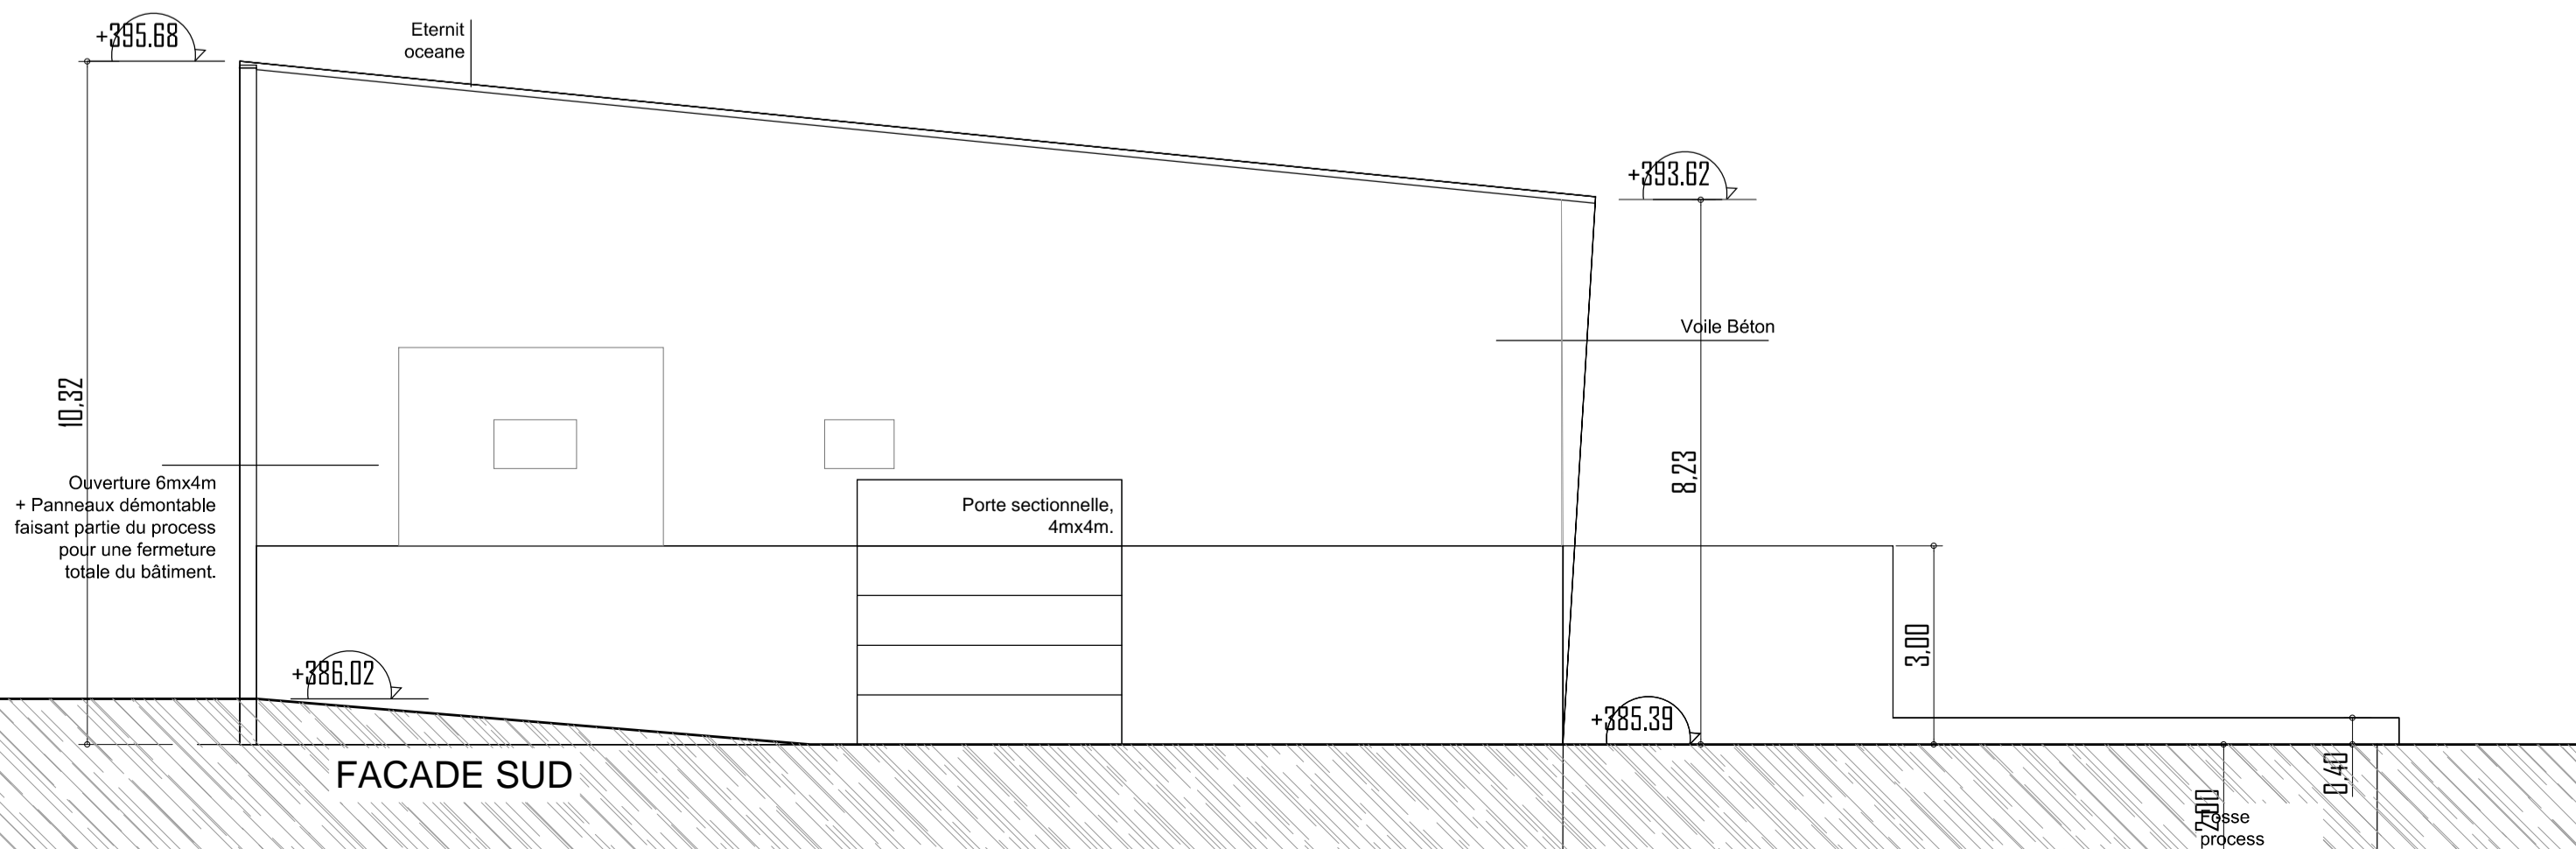 +395.68
Eternit
oceane
+393.62
Voile Béton
10,32
8,23
Ouverture 6mx4m
+ Panneaux démontable
faisant partie du process
pour une fermeture
totale du bâtiment.
Porte sectionnelle,
4mx4m.
3,00
+386.02
+385.39
FACADE SUD
0,40
2,00
Fosse
process